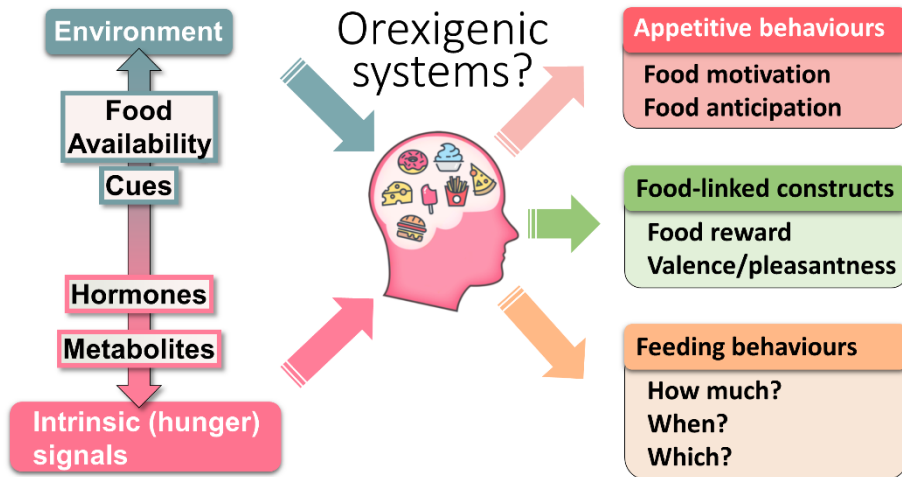 Environment
Food
Availability
Cues
Hormones
Metabolites
Intrinsic (hunger)
signals
Orexigenic
systems?
Appetitive behaviours
Food motivation
Food anticipation
Food-linked constructs
Food reward
Valence/pleasantness
Feeding behaviours
How much?
When?
Which?